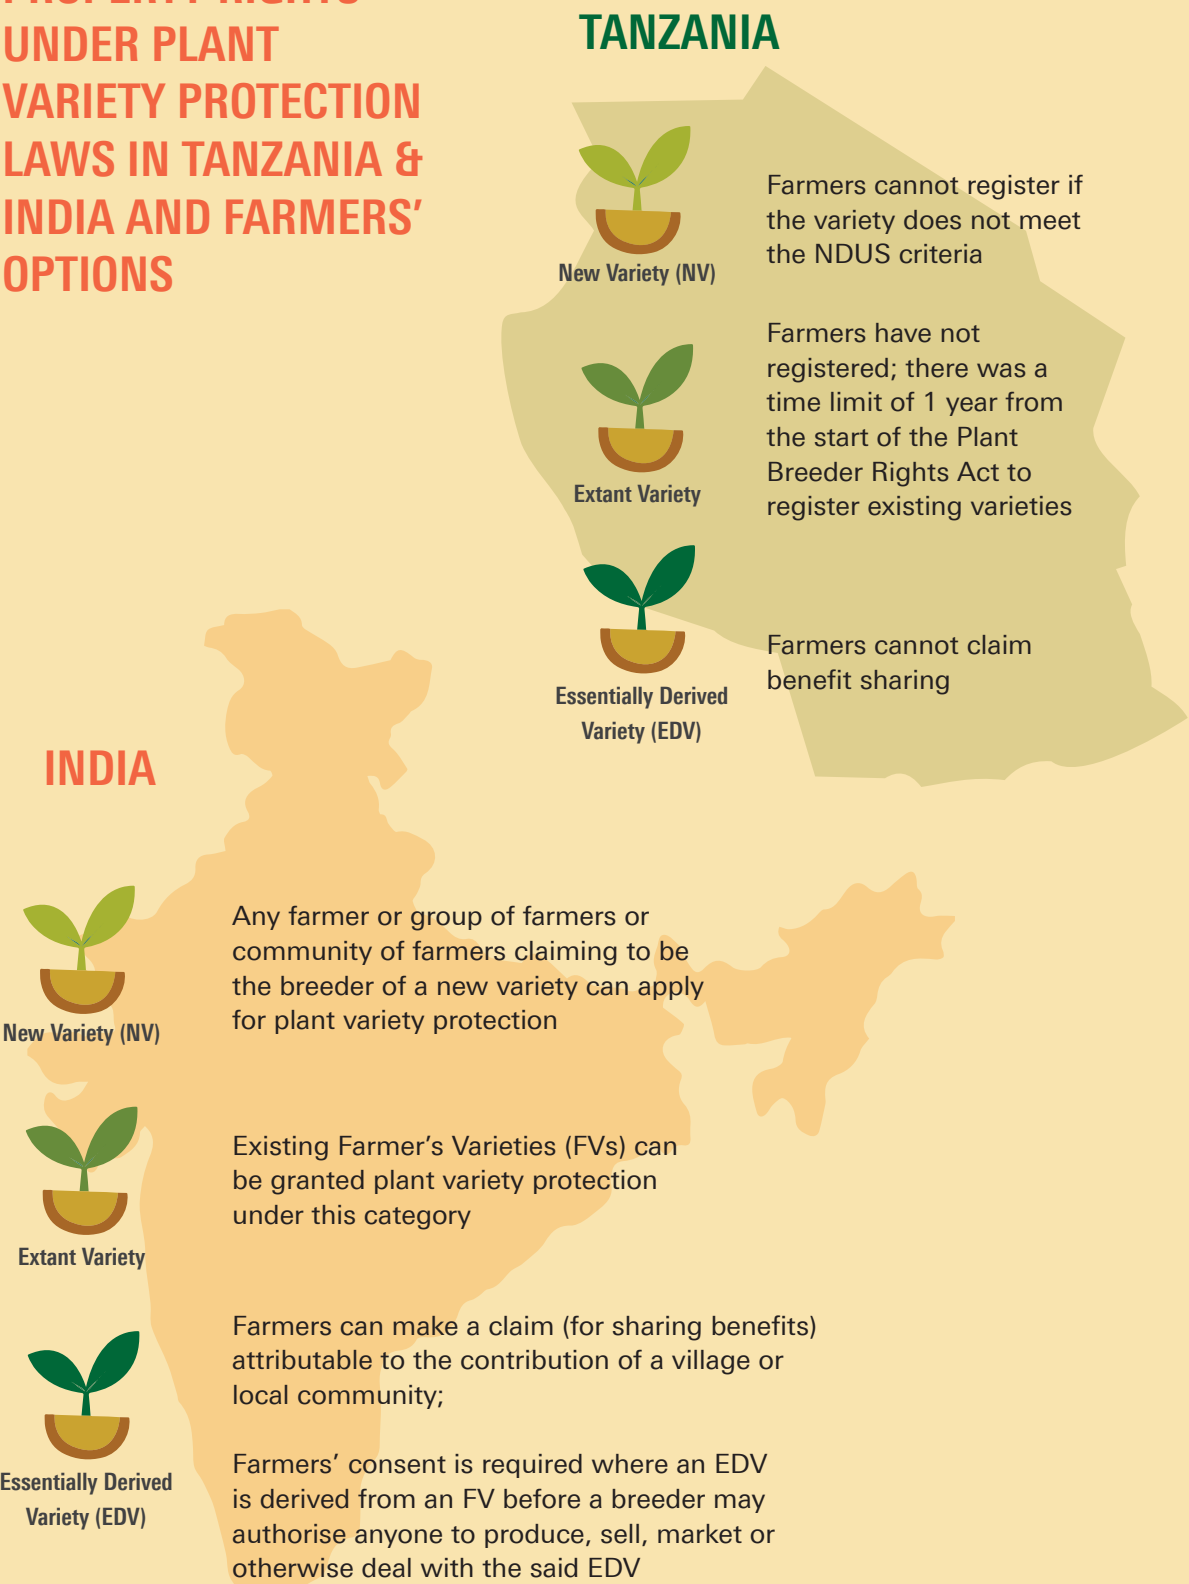 PROPERTY RIGHTS
UNDER PLANT
VARIETY PROTECTION
LAWS IN TANZANIA &
INDIA AND FARMERS’
OPTIONS
TANZANIA
New Variety (NV)
Farmers cannot register if
the variety does not meet
the NDUS criteria
Extant Variety
Farmers have not
registered; there was a
time limit of 1 year from
the start of the Plant
Breeder Rights Act to
register existing varieties
Essentially Derived
Variety (EDV)
Farmers cannot claim
benefit sharing
INDIA
New Variety (NV)
Any farmer or group of farmers or
community of farmers claiming to be
the breeder of a new variety can apply
for plant variety protection
Extant Variety
Existing Farmer’s Varieties (FVs) can
be granted plant variety protection
under this category
Essentially Derived
Variety (EDV)
Farmers can make a claim (for sharing benefits)
attributable to the contribution of a village or
local community;
Farmers’ consent is required where an EDV
is derived from an FV before a breeder may
authorise anyone to produce, sell, market or
otherwise deal with the said EDV